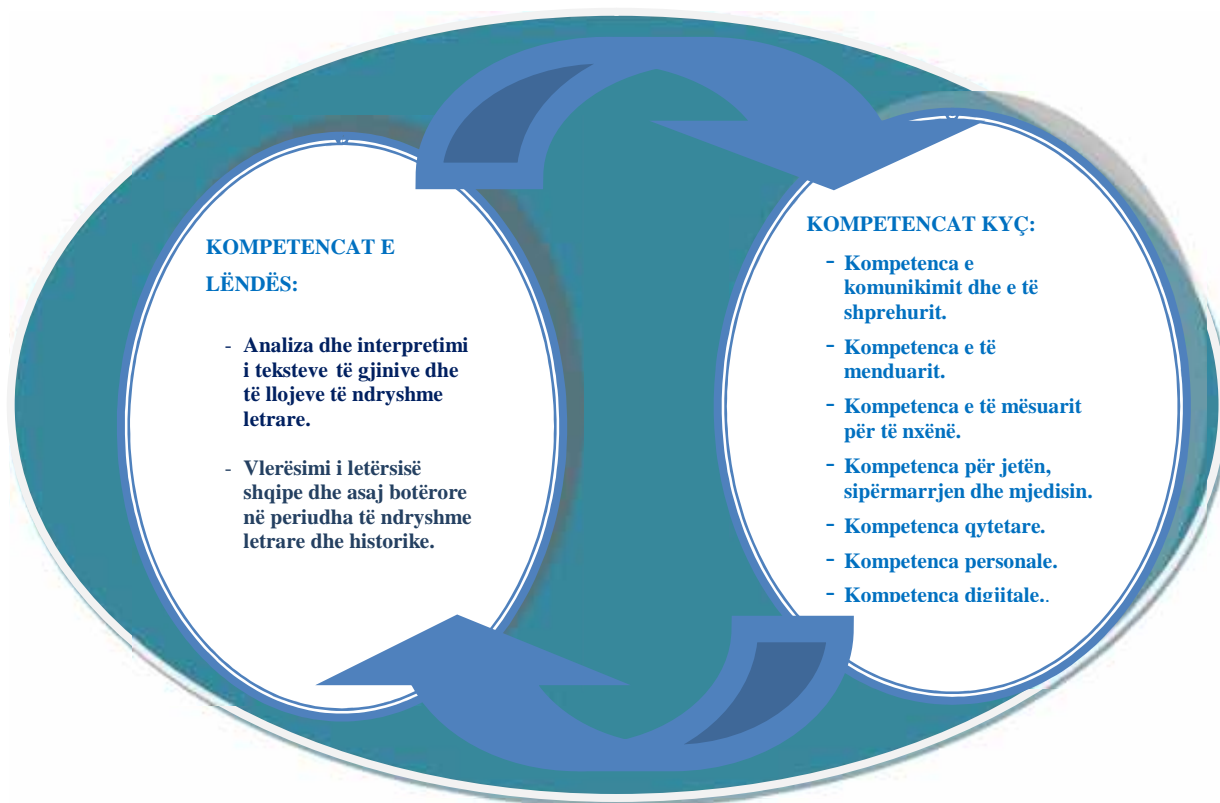 KOMPETENCAT E
LËNDËS:
- Analiza dhe interpretimi
i teksteve të gjinive dhe
të llojeve të ndryshme
letrare.
- Vlerësimi i letërsisë
shqipe dhe asaj botërore
në periudha të ndryshme
letrare dhe historike.
KOMPETENCAT KYÇ:
- Kompetenca e
komunikimit dhe e të
shprehurit.
- Kompetenca e të
menduarit.
- Kompetenca e të mësuarit
për të nxënë.
- Kompetenca për jetën,
sipërmarrjen dhe mjedisin.
- Kompetenca qytetare.
- Kompetenca personale.
- Kompetenca digjitale..